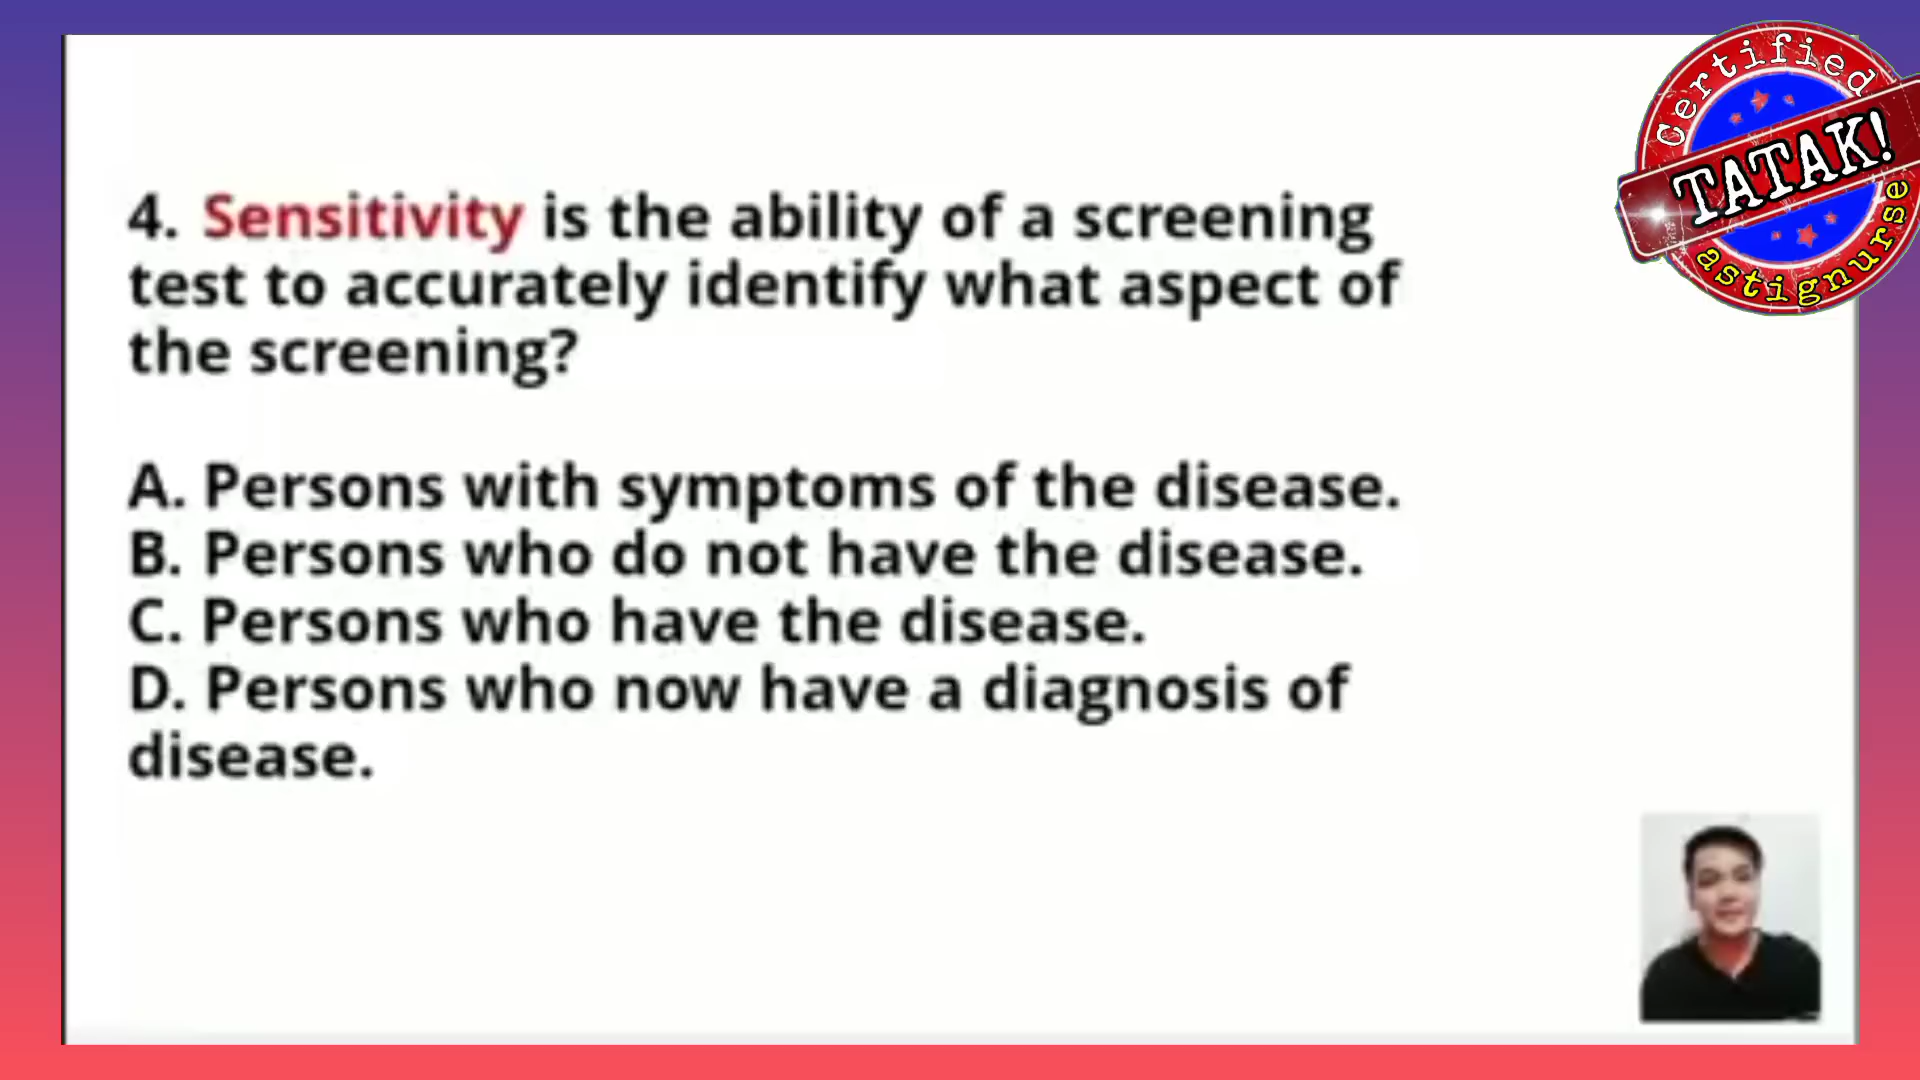 Certified
TATAK!
astignurse
4. Sensitivity is the ability of a screening
test to accurately identify what aspect of
the screening?
A. Persons with symptoms of the disease.
B. Persons who do not have the disease.
C. Persons who have the disease.
D. Persons who now have a diagnosis of
disease.